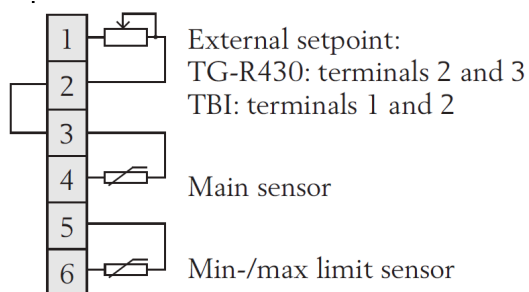 1
External setpoint:
TG-R430: terminals 2 and 3
2
TBI: terminals 1 and 2
3
4
Main sensor
5
6
Min-/max limit sensor